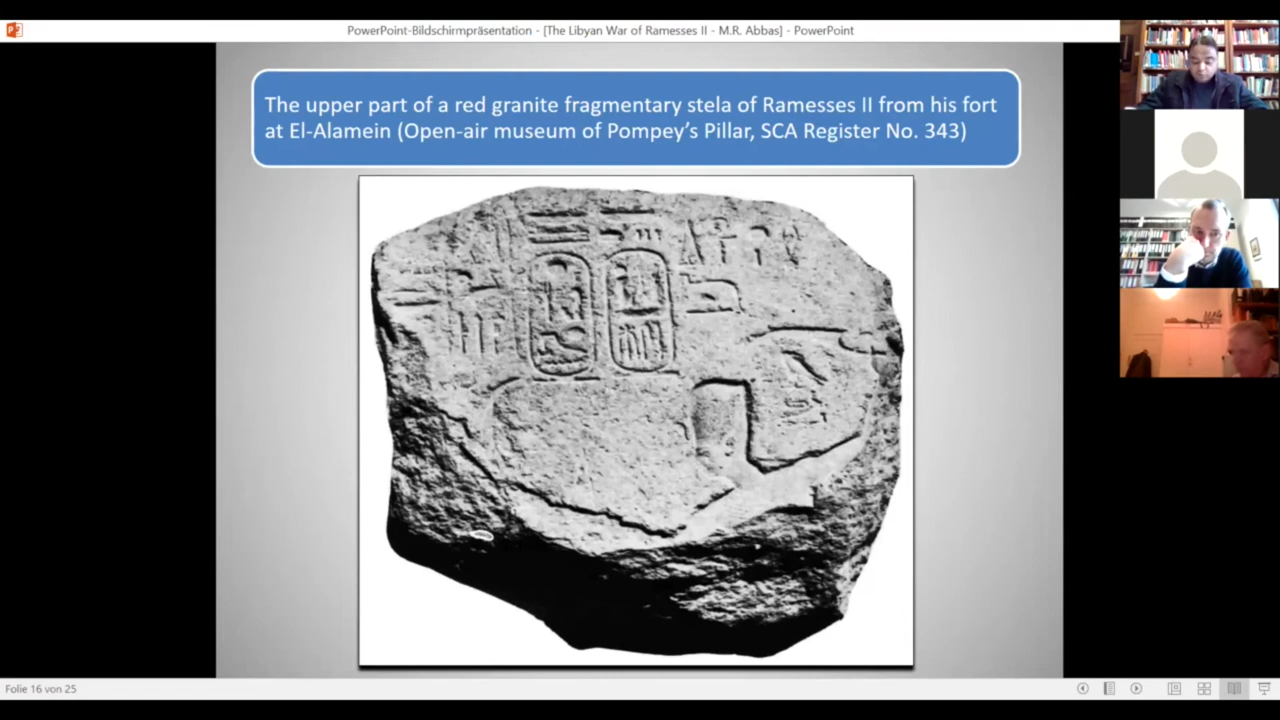 PowerPoint-Bildschirmpräsentation - [The Libyan War of Ramesses II - M.R. Abbas] - PowerPoint
The upper part of a red granite fragmentary stela of Ramesses II from his fort
at El-Alamein (Open-air museum of Pompey's Pillar, SCA Register No. 343)
Folie 16 von 25